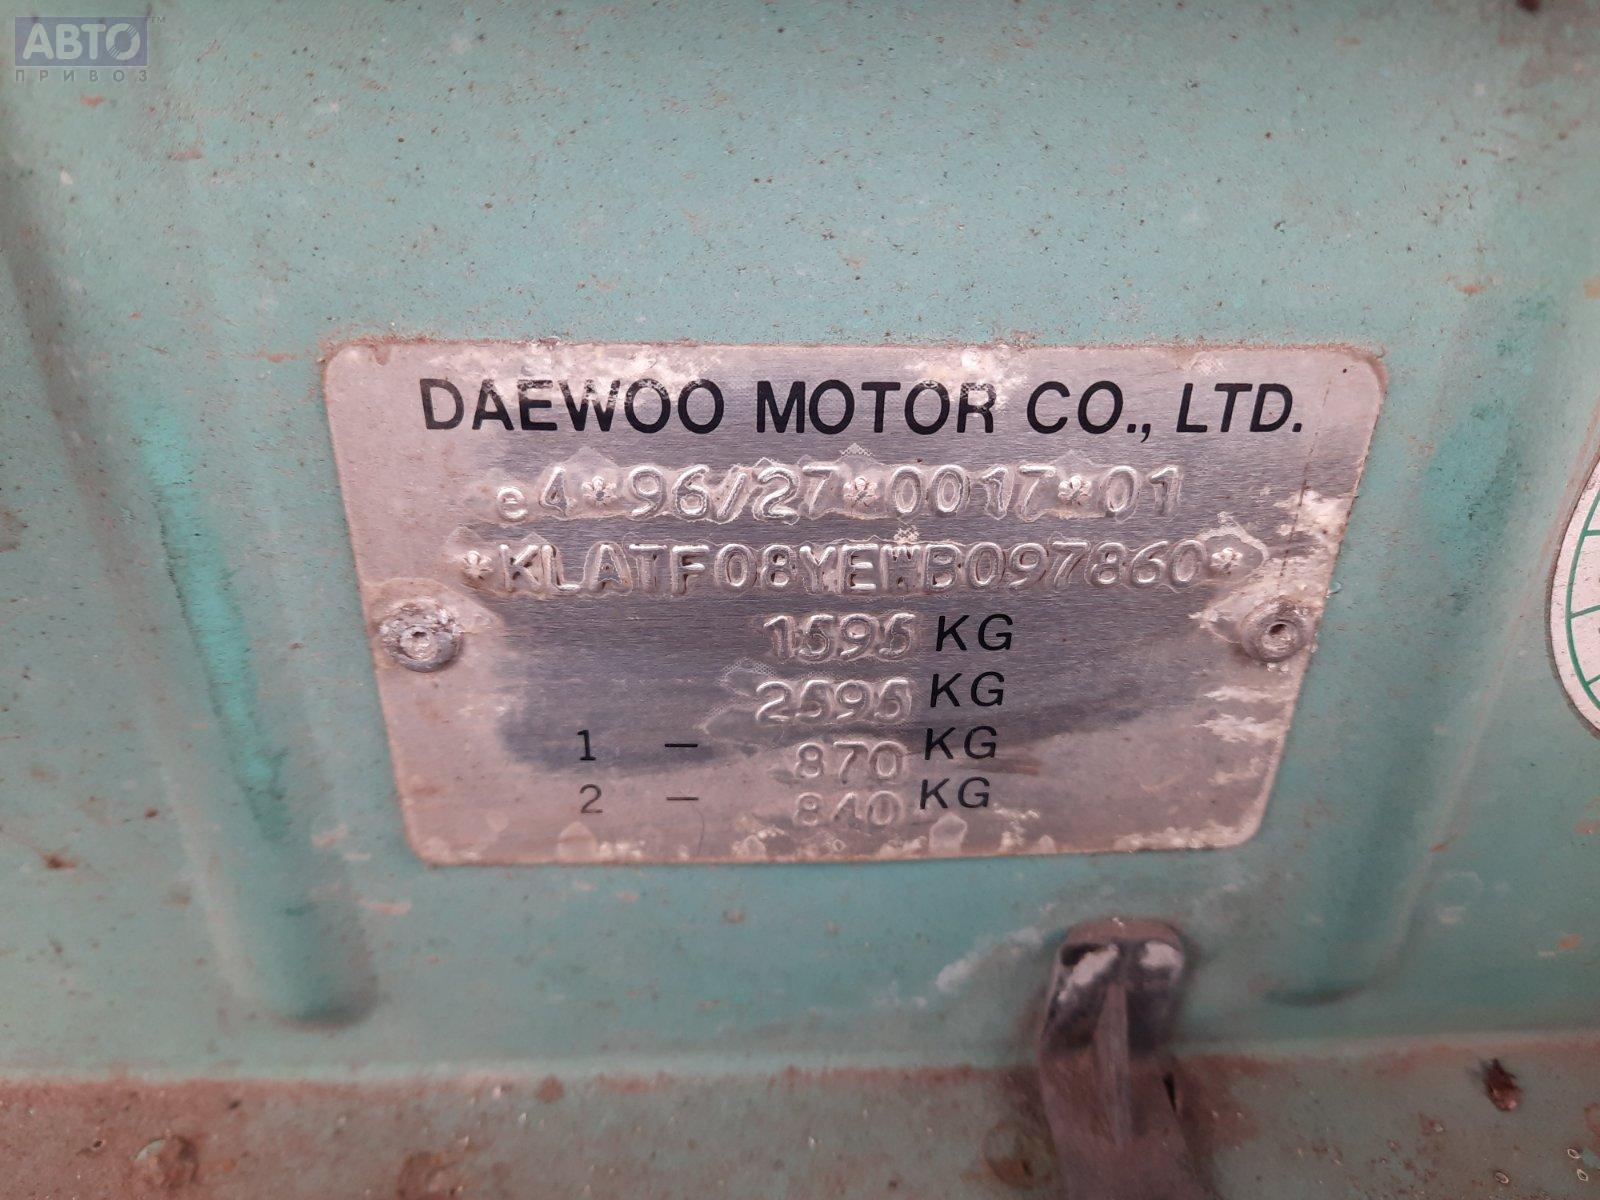 АВТО™
ПРИВОЗ
DAEWOO MOTOR CO., LTD.
e4*96/27*0017*01
*KLATF08YEWB097860*
1595 KG
2595 KG
1 - 870 KG
2 - 840 KG